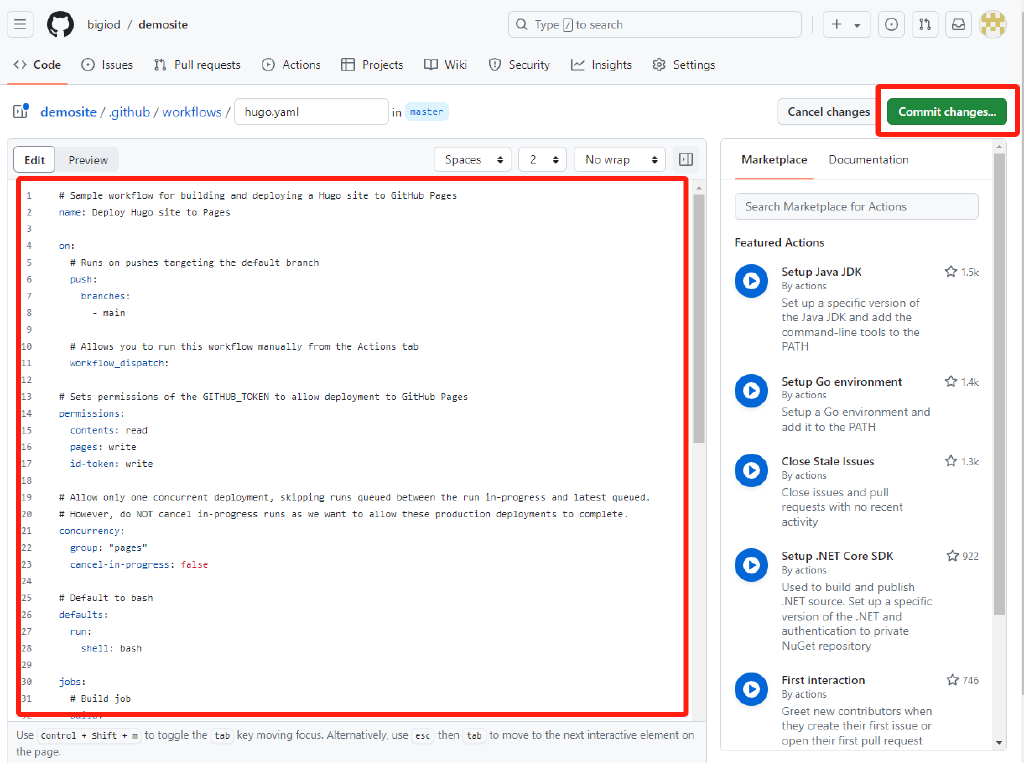 bigiod / demosite
Type / to search
Code
Issues
Pull requests
Actions
Projects
Wiki
Security
Insights
Settings
demosite / .github / workflows / hugo.yaml in master
Cancel changes
Commit changes...
Edit
Preview
Spaces
2
No wrap
1 # Sample workflow for building and deploying a Hugo site to GitHub Pages
2 name: Deploy Hugo site to Pages
3
4 on:
5 # Runs on pushes targeting the default branch
6 push:
7 branches:
8 - main
9
10 # Allows you to run this workflow manually from the Actions tab
11 workflow_dispatch:
12
13 # Sets permissions of the GITHUB_TOKEN to allow deployment to GitHub Pages
14 permissions:
15 contents: read
16 pages: write
17 id-token: write
18
19 # Allow only one concurrent deployment, skipping runs queued between the run in-progress and latest queued.
20 # However, do NOT cancel in-progress runs as we want to allow these production deployments to complete.
21 concurrency:
22 group: "pages"
23 cancel-in-progress: false
24
25 # Default to bash
26 defaults:
27 run:
28 shell: bash
29
30 jobs:
31 # Build job
Use Control + Shift + m to toggle the tab key moving focus. Alternatively, use esc then tab to move to the next interactive element on
the page.
Marketplace
Documentation
Search Marketplace for Actions
Featured Actions
Setup Java JDK
1.5k
By actions
Set up a specific version of
the Java JDK and add the
command-line tools to the
PATH
Setup Go environment
1.4k
By actions
Setup a Go environment and
add it to the PATH
Close Stale Issues
1.3k
By actions
Close issues and pull
requests with no recent
activity
Setup .NET Core SDK
922
By actions
Used to build and publish
.NET source. Set up a specific
version of the .NET and
authentication to private
NuGet repository
First interaction
746
By actions
Greet new contributors when
they create their first issue or
open their first pull request